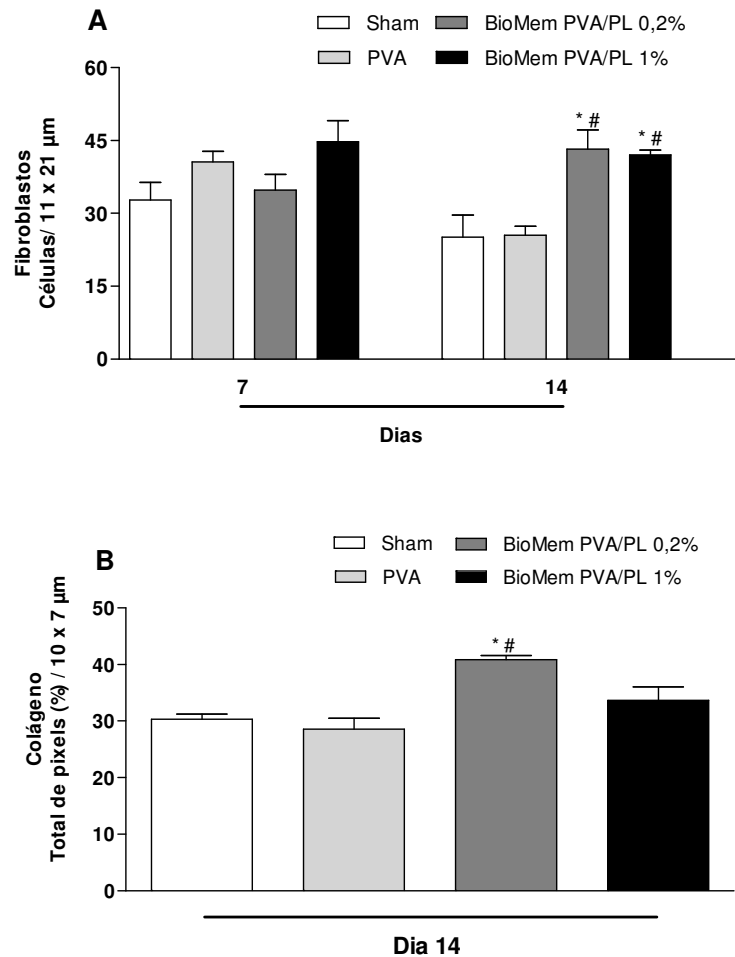 A
Sham
BioMem PVA/PL 0,2%
PVA
BioMem PVA/PL 1%
Fibroblastos
Células/ 11 x 21 µm
60
45
30
15
0
* #
* #
7
14
Dias
B
Sham
BioMem PVA/PL 0,2%
PVA
BioMem PVA/PL 1%
Colágeno
Total de pixels (%) / 10 x 7 µm
50
40
30
20
10
0
* #
Dia 14